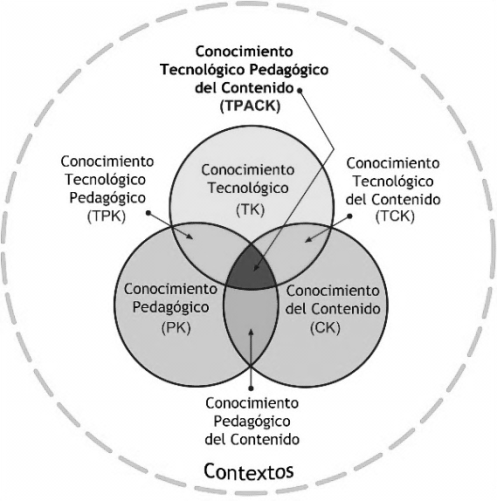 Conocimiento
Tecnológico Pedagógico
del Contenido
(TPACK)
Conocimiento
Tecnológico
Pedagógico
(TPK)
Conocimiento
Tecnológico
(TK)
Conocimiento
Tecnológico
del Contenido
(TCK)
Conocimiento
Pedagógico
(PK)
Conocimiento
del Contenido
(CK)
Conocimiento
Pedagógico
del Contenido
Contextos